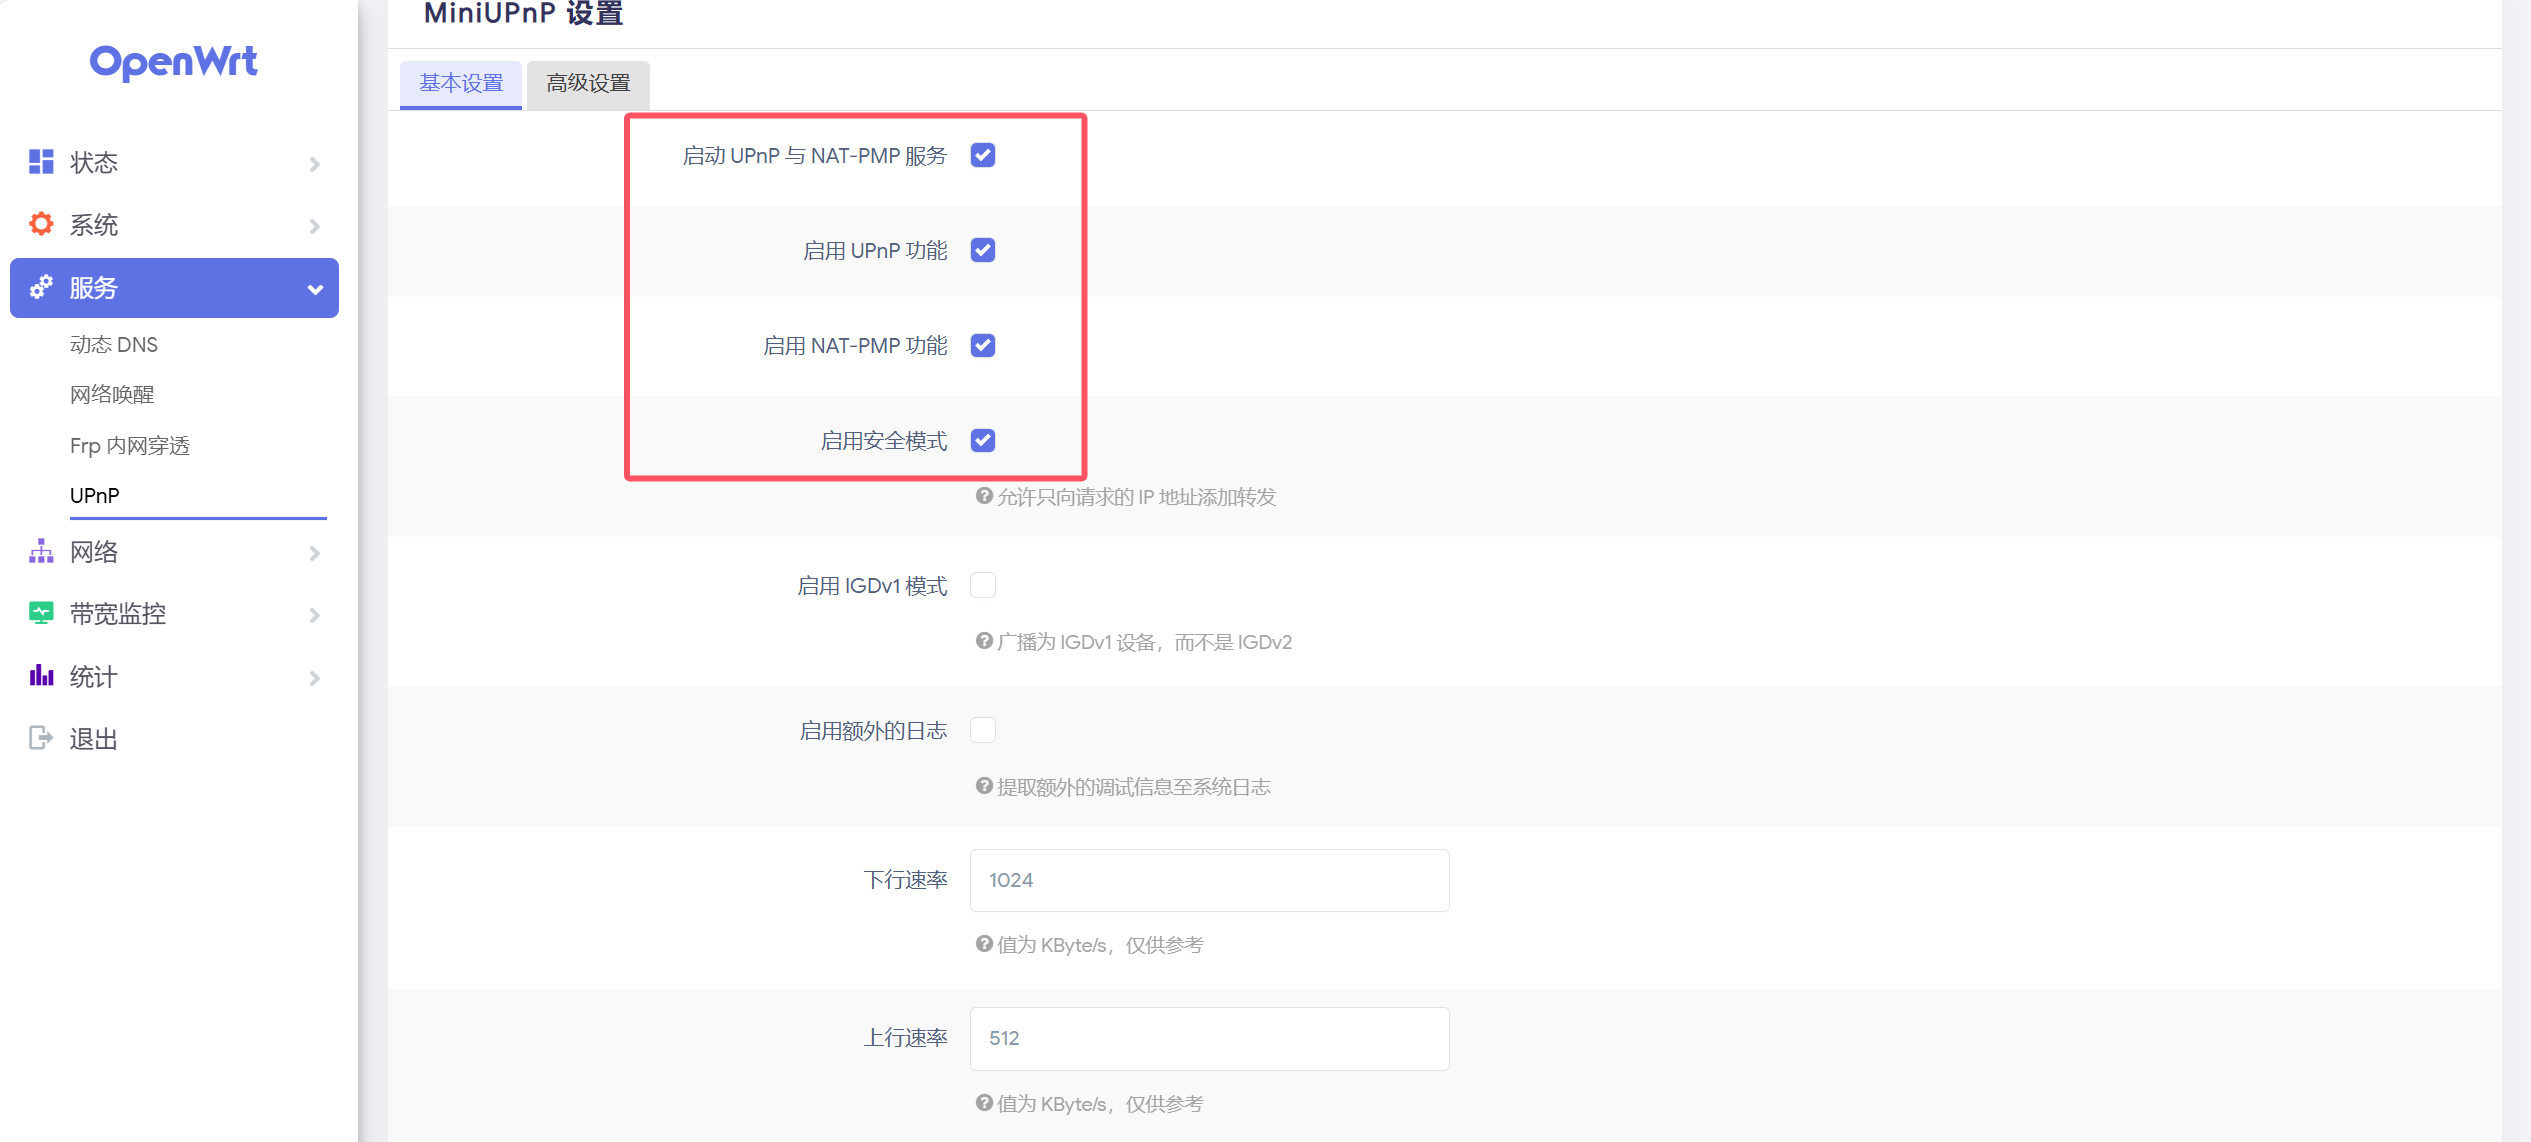 OpenWrt
状态
系统
服务
动态 DNS
网络唤醒
Frp 内网穿透
UPnP
网络
带宽监控
统计
退出
MiniUPnP 设置
基本设置
高级设置
启动 UPnP 与 NAT-PMP 服务
启用 UPnP 功能
启用 NAT-PMP 功能
启用安全模式
允许只向请求的 IP 地址添加转发
启用 IGDv1 模式
广播为 IGDv1 设备，而不是 IGDv2
启用额外的日志
提取额外的调试信息至系统日志
下行速率
1024
值为 KByte/s，仅供参考
上行速率
512
值为 KByte/s，仅供参考